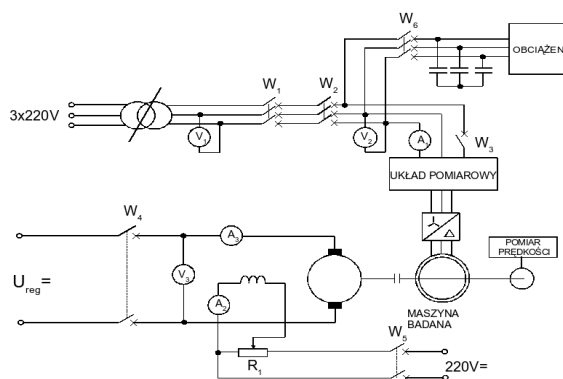 W6
OBCIĄŻEN
W1
W2
3x220V
V1
V2
A1
W3
UKŁAD POMIAROWY
W4
A3
POMIAR
PRĘDKOŚCI
V3
Ureg=
A2
MASZYNA
BADANA
W5
R1
220V=